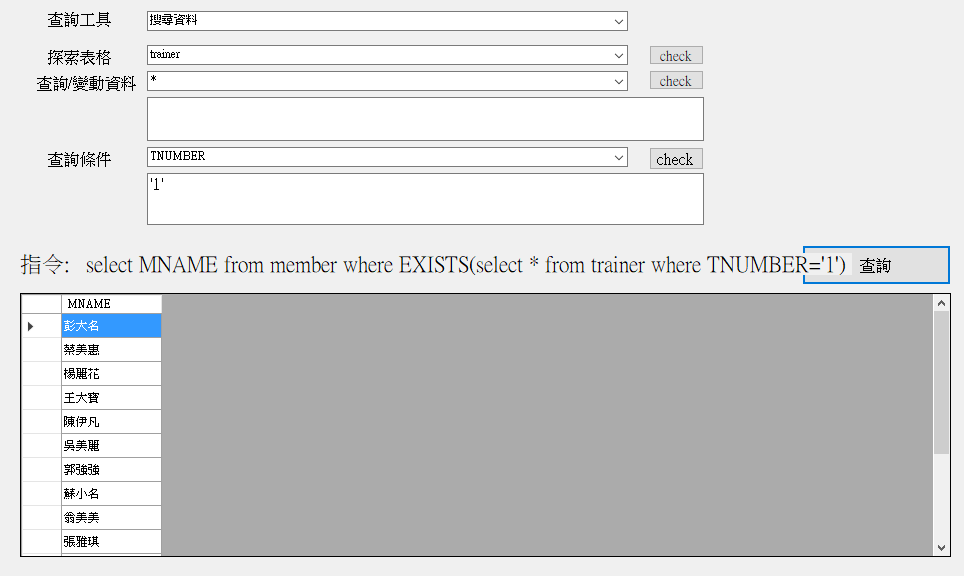 查詢工具 搜尋資料
探索表格 trainer check
查詢/變動資料 * check
查詢條件 TNUMBER check
'1'
指令: select MNAME from member where EXISTS(select * from trainer where TNUMBER='1') 查詢
MNAME
彭大名
蔡美惠
楊麗花
王大寶
陳伊凡
吳美麗
郭強強
蘇小名
翁美美
張雅琪